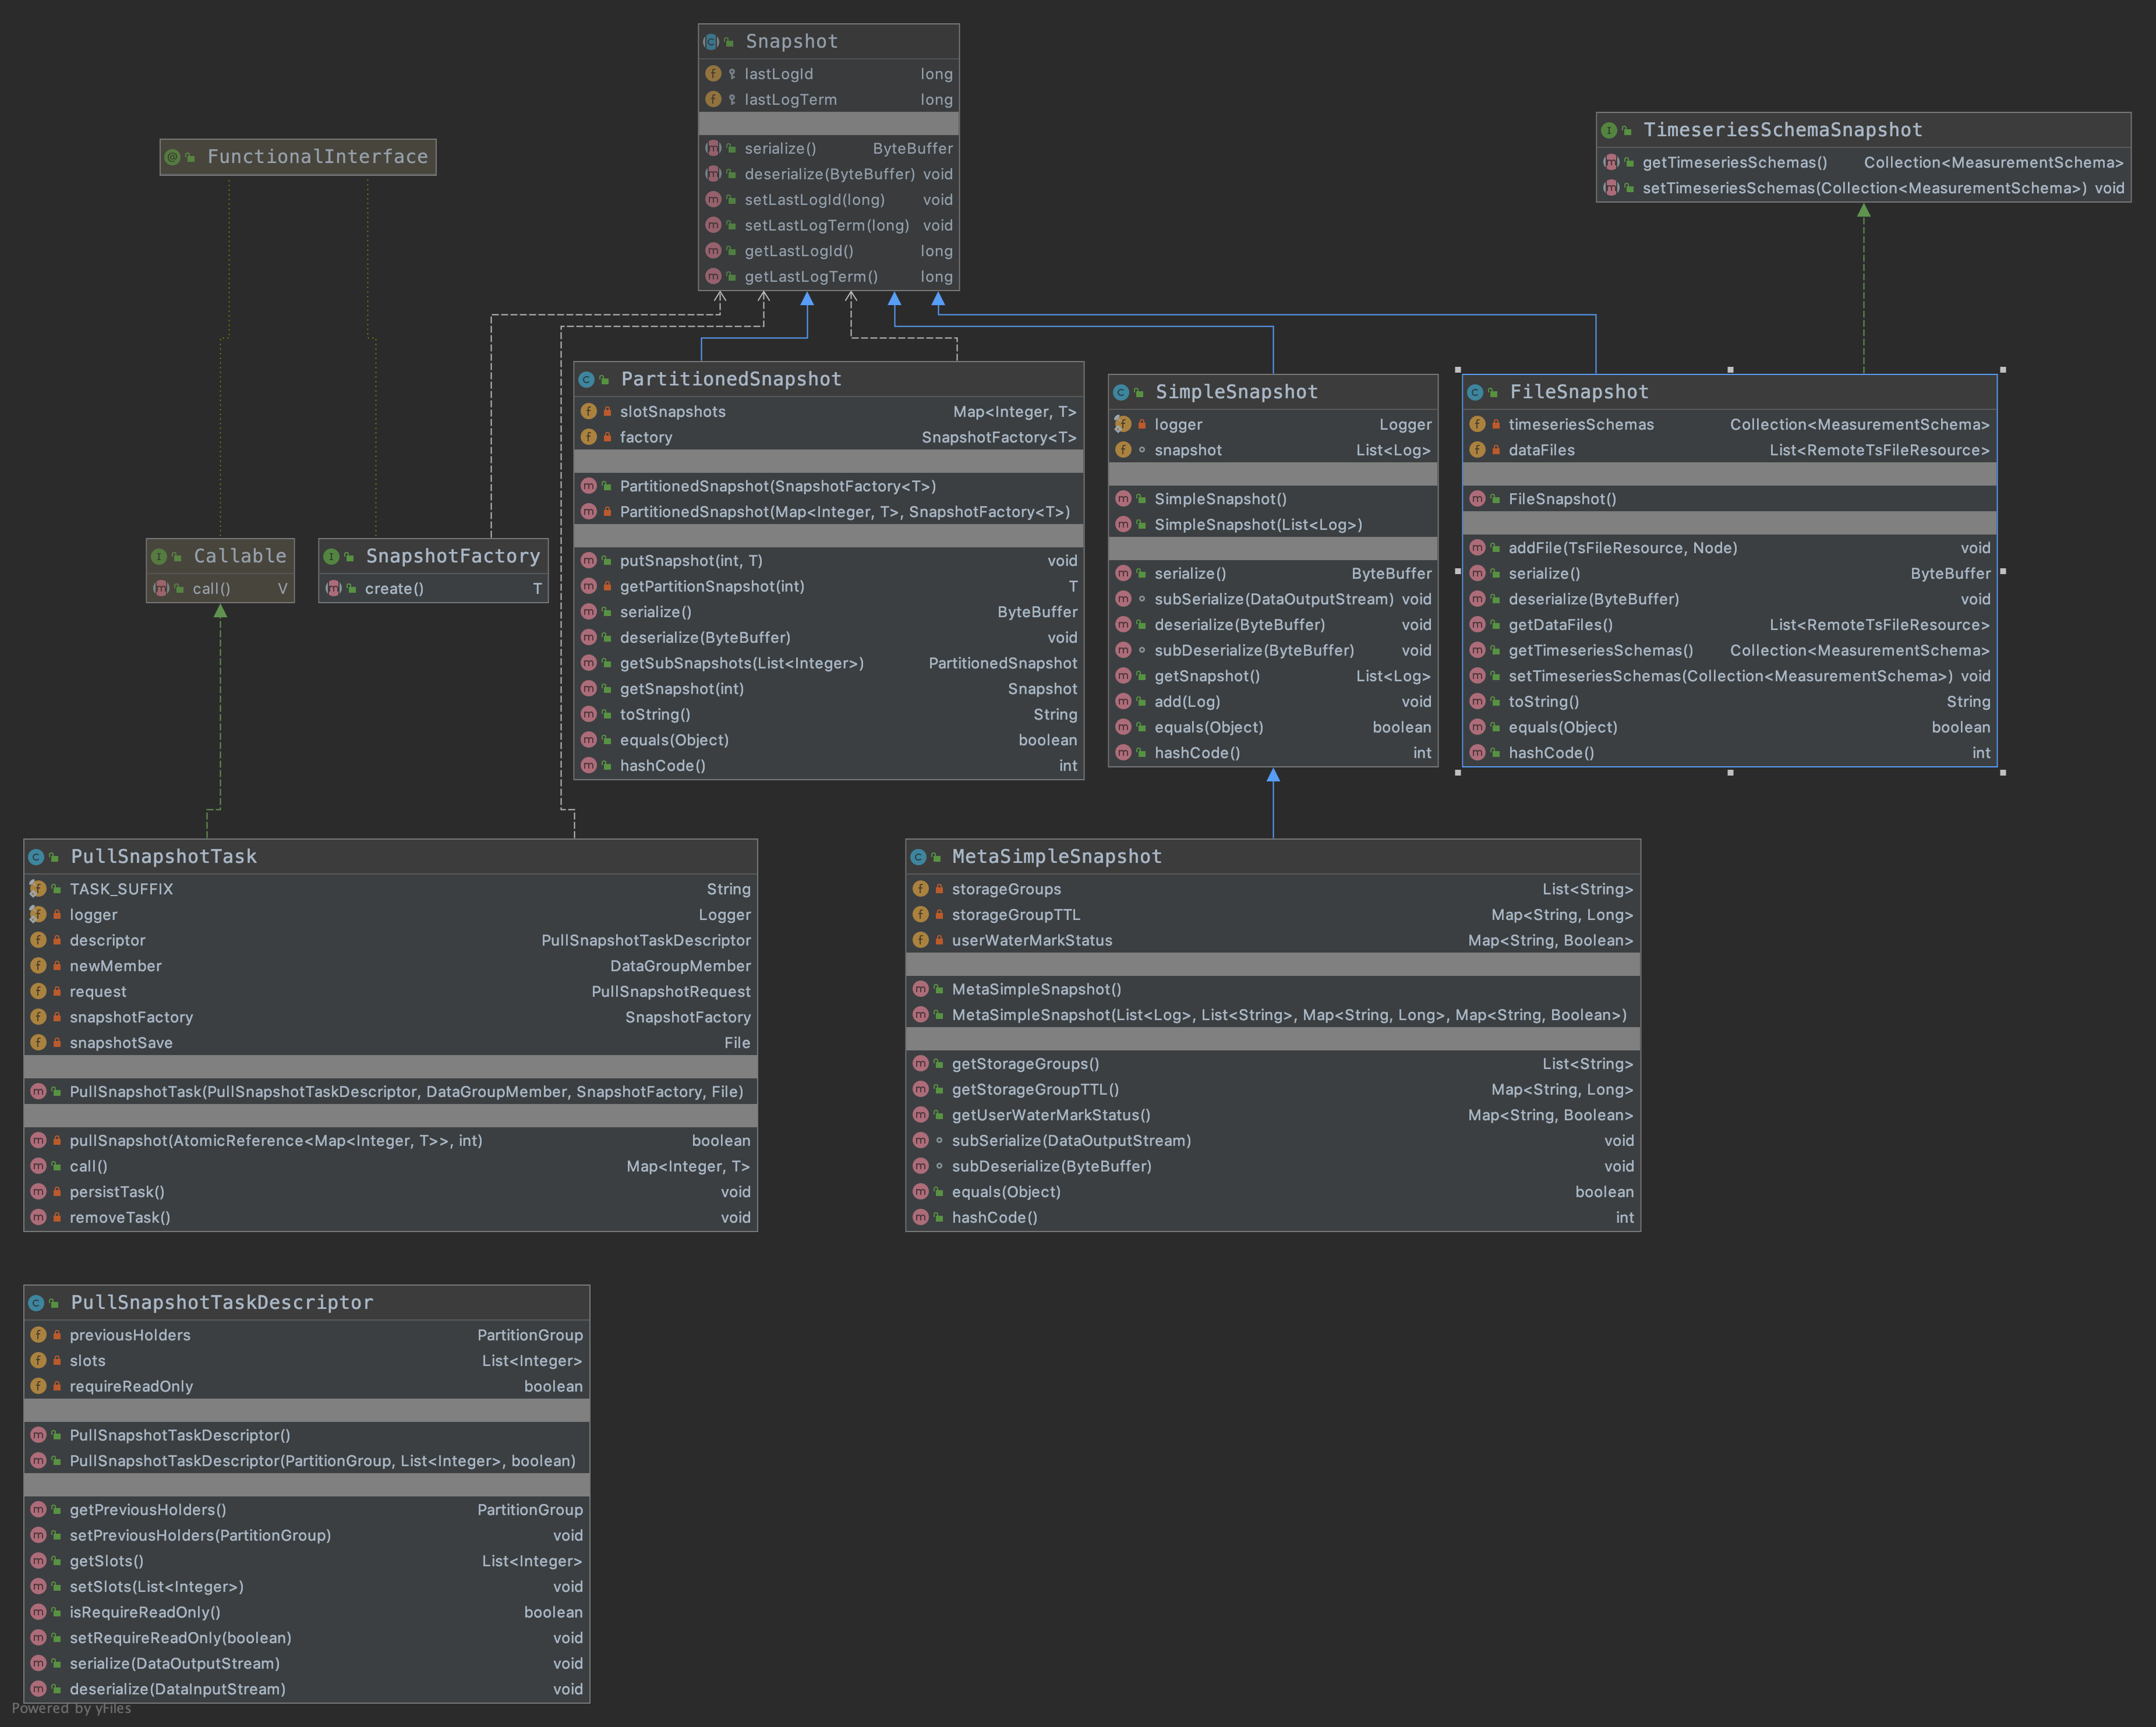 Snapshot
lastLogId long
lastLogTerm long
serialize() ByteBuffer
deserialize(ByteBuffer) void
setLastLogId(long) void
setLastLogTerm(long) void
getLastLogId() long
getLastLogTerm() long
TimeseriesSchemaSnapshot
getTimeseriesSchemas() Collection<MeasurementSchema>
setTimeseriesSchemas(Collection<MeasurementSchema>) void
FunctionalInterface
Callable
call() V
SnapshotFactory
create() T
PartitionedSnapshot
slotSnapshots Map<Integer, T>
factory SnapshotFactory<T>
PartitionedSnapshot(SnapshotFactory<T>)
PartitionedSnapshot(Map<Integer, T>, SnapshotFactory<T>)
putSnapshot(int, T) void
getPartitionSnapshot(int) T
serialize() ByteBuffer
deserialize(ByteBuffer) void
getSubSnapshots(List<Integer>) PartitionedSnapshot
getSnapshot(int) Snapshot
toString() String
equals(Object) boolean
hashCode() int
SimpleSnapshot
logger Logger
snapshot List<Log>
SimpleSnapshot()
SimpleSnapshot(List<Log>)
serialize() ByteBuffer
subSerialize(DataOutputStream) void
deserialize(ByteBuffer) void
subDeserialize(ByteBuffer) void
getSnapshot() List<Log>
add(Log) void
equals(Object) boolean
hashCode() int
FileSnapshot
timeseriesSchemas Collection<MeasurementSchema>
dataFiles List<RemoteTsFileResource>
FileSnapshot()
addFile(TsFileResource, Node) void
serialize() ByteBuffer
deserialize(ByteBuffer) void
getDataFiles() List<RemoteTsFileResource>
getTimeseriesSchemas() Collection<MeasurementSchema>
setTimeseriesSchemas(Collection<MeasurementSchema>) void
toString() String
equals(Object) boolean
hashCode() int
PullSnapshotTask
TASK_SUFFIX String
logger Logger
descriptor PullSnapshotTaskDescriptor
newMember DataGroupMember
request PullSnapshotRequest
snapshotFactory SnapshotFactory
snapshotSave File
PullSnapshotTask(PullSnapshotTaskDescriptor, DataGroupMember, SnapshotFactory, File)
pullSnapshot(AtomicReference<Map<Integer, T>>, int) boolean
call() Map<Integer, T>
persistTask() void
removeTask() void
MetaSimpleSnapshot
storageGroups List<String>
storageGroupTTL Map<String, Long>
userWaterMarkStatus Map<String, Boolean>
MetaSimpleSnapshot()
MetaSimpleSnapshot(List<Log>, List<String>, Map<String, Long>, Map<String, Boolean>)
getStorageGroups() List<String>
getStorageGroupTTL() Map<String, Long>
getUserWaterMarkStatus() Map<String, Boolean>
subSerialize(DataOutputStream) void
subDeserialize(ByteBuffer) void
equals(Object) boolean
hashCode() int
PullSnapshotTaskDescriptor
previousHolders PartitionGroup
slots List<Integer>
requireReadOnly boolean
PullSnapshotTaskDescriptor()
PullSnapshotTaskDescriptor(PartitionGroup, List<Integer>, boolean)
getPreviousHolders() PartitionGroup
setPreviousHolders(PartitionGroup) void
getSlots() List<Integer>
setSlots(List<Integer>) void
isRequireReadOnly() boolean
setRequireReadOnly(boolean) void
serialize(DataOutputStream) void
deserialize(DataInputStream) void
Powered by yFiles